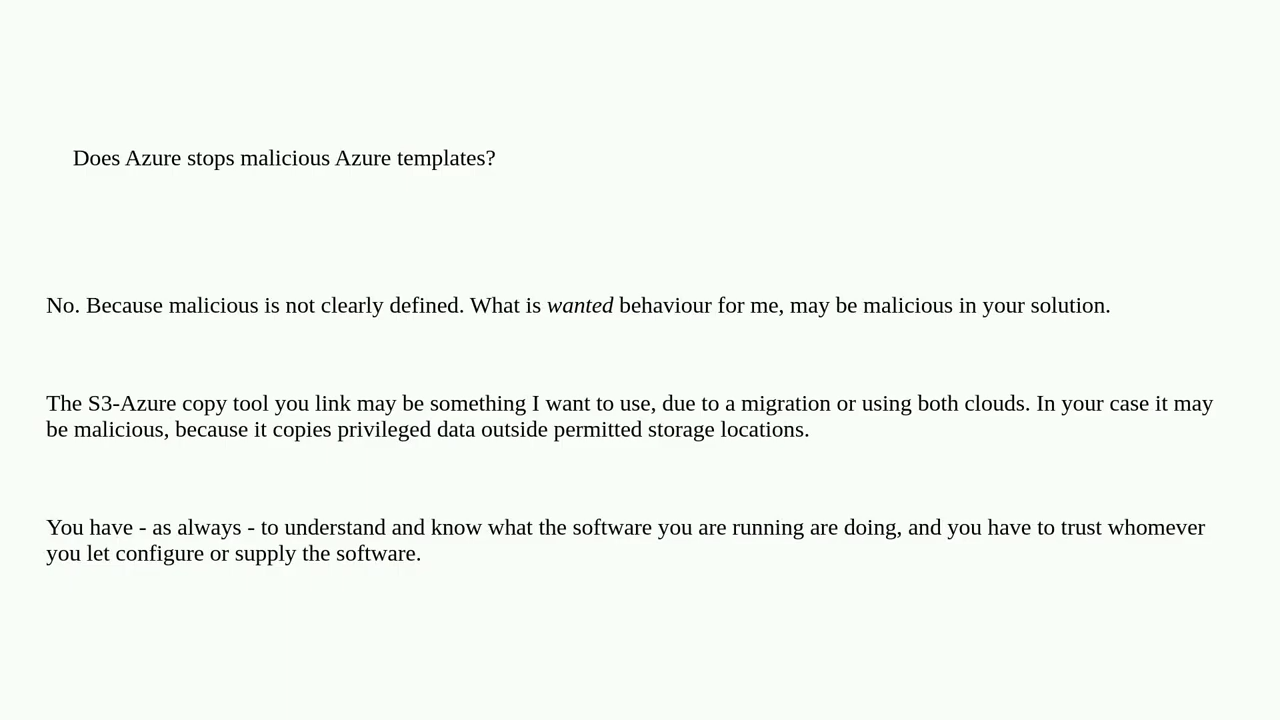 Does Azure stops malicious Azure templates?
No. Because malicious is not clearly defined. What is wanted behaviour for me, may be malicious in your solution.
The S3-Azure copy tool you link may be something I want to use, due to a migration or using both clouds. In your case it may
be malicious, because it copies privileged data outside permitted storage locations.
You have - as always - to understand and know what the software you are running are doing, and you have to trust whomever
you let configure or supply the software.